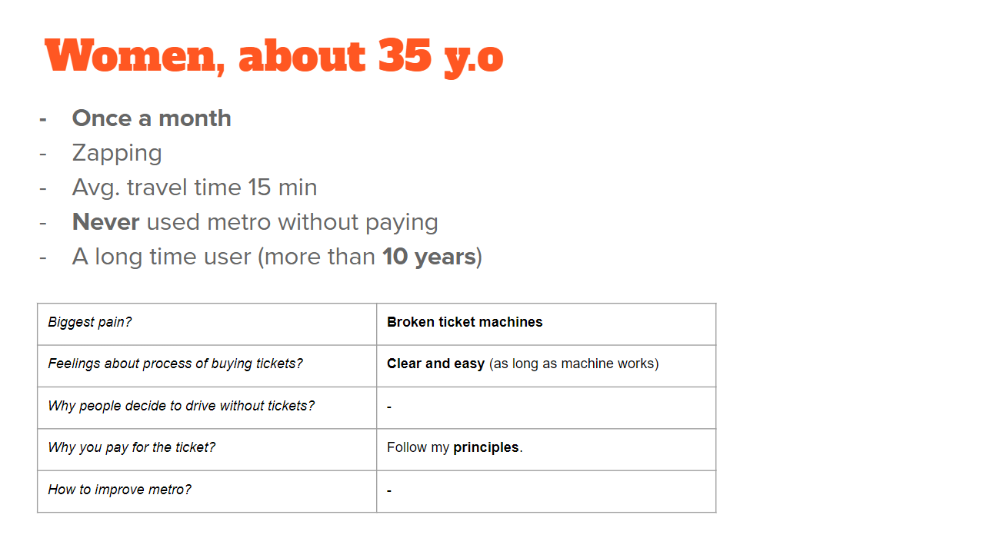 Women, about 35 y.o
- Once a month
- Zapping
- Avg. travel time 15 min
- Never used metro without paying
- A long time user (more than 10 years)
Biggest pain? Broken ticket machines
Feelings about process of buying tickets? Clear and easy (as long as machine works)
Why people decide to drive without tickets? -
Why you pay for the ticket? Follow my principles.
How to improve metro? -